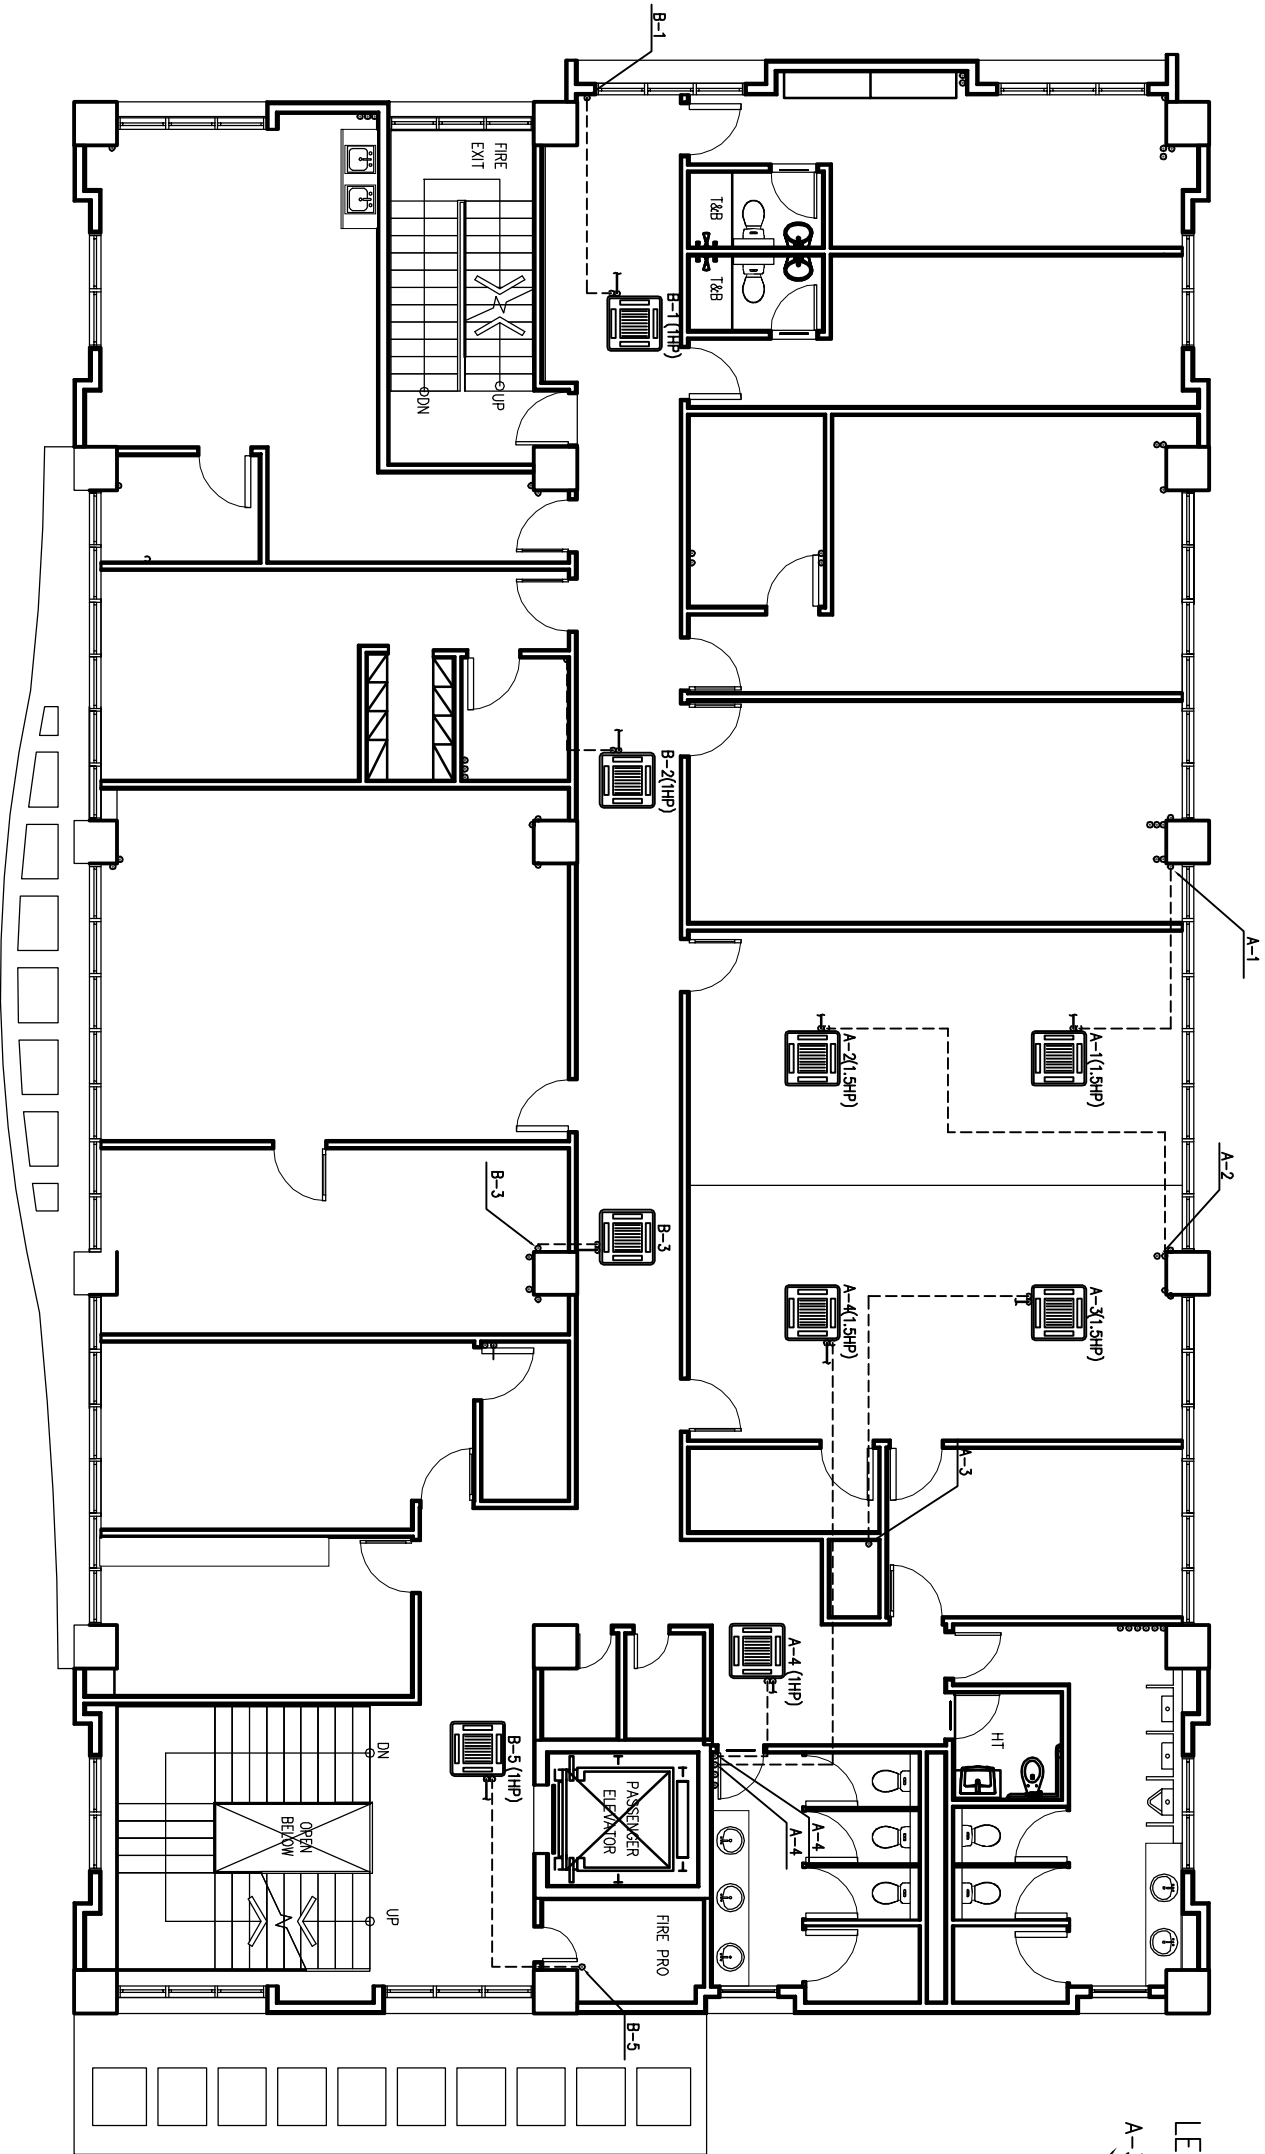 B-1
FIRE
EXIT
T&B
T&B
B-1(1HP)
UP
DN
B-2(1HP)
A-1
A-1(1.5HP)
A-2(1.5HP)
A-2
B-3
B-3
A-3(1.5HP)
A-4(1.5HP)
A-3
A-4 (1HP)
HT
DN
B-5(1HP)
PASSENGER
ELEVATOR
OPEN
BELOW
A-4
A-4
UP
FIRE PRO
B-5
LE
A-